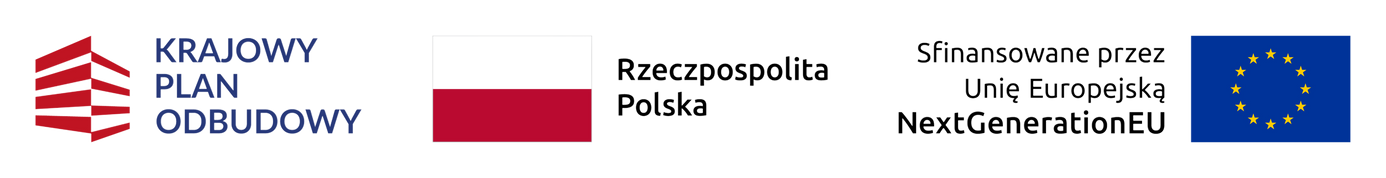 KRAJOWY
PLAN
ODBUDOWY
Rzeczpospolita
Polska
Sfinansowane przez
Unię Europejską
NextGenerationEU